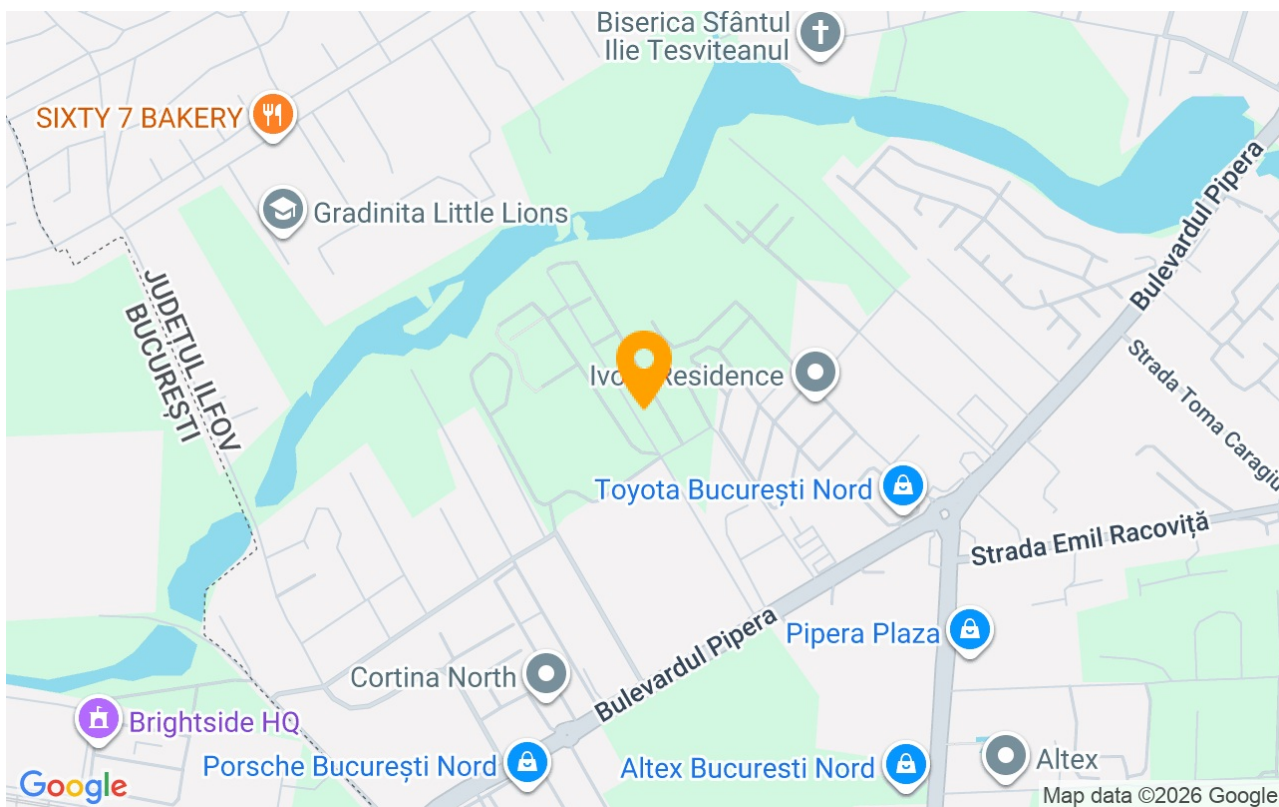 Biserica Sfântul
Ilie Tesviteanul
SIXTY 7 BAKERY
Gradinita Little Lions
Bulevardul Pipera
JUDEȚUL ILFOV
BUCUREȘTI
Residence
Strada Toma Caragiu
Toyota București Nord
Strada Emil Racoviță
Bulevardul Pipera
Pipera Plaza
Cortina North
Brightside HQ
Porsche București Nord
Altex Bucuresti Nord
Altex
Google
Map data ©2026 Google